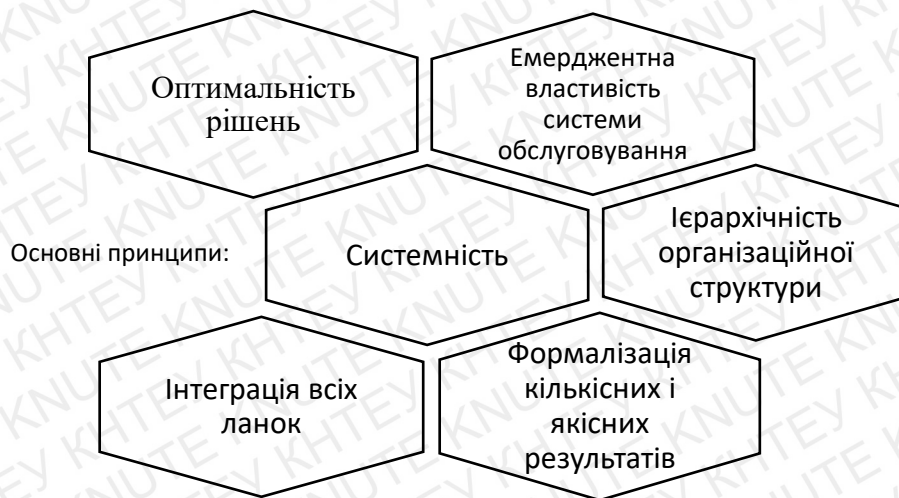 Оптимальність
рішень
Емерджентна
властивість
системи
обслуговування
Основні принципи:
Системність
Ієрархічність
організаційної
структури
Інтеграція всіх
ланок
Формалізація
кількісних і
якісних
результатів